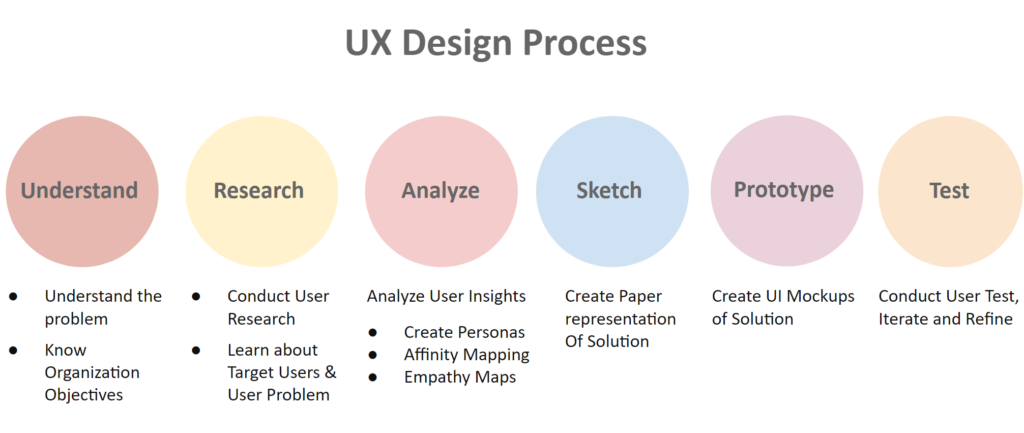 UX Design Process
Understand
Research
Analyze
Sketch
Prototype
Test
● Understand the
problem
● Know
Organization
Objectives
● Conduct User
Research
● Learn about
Target Users &
User Problem
Analyze User Insights
● Create Personas
● Affinity Mapping
● Empathy Maps
Create Paper
representation
Of Solution
Create UI Mockups
of Solution
Conduct User Test,
Iterate and Refine